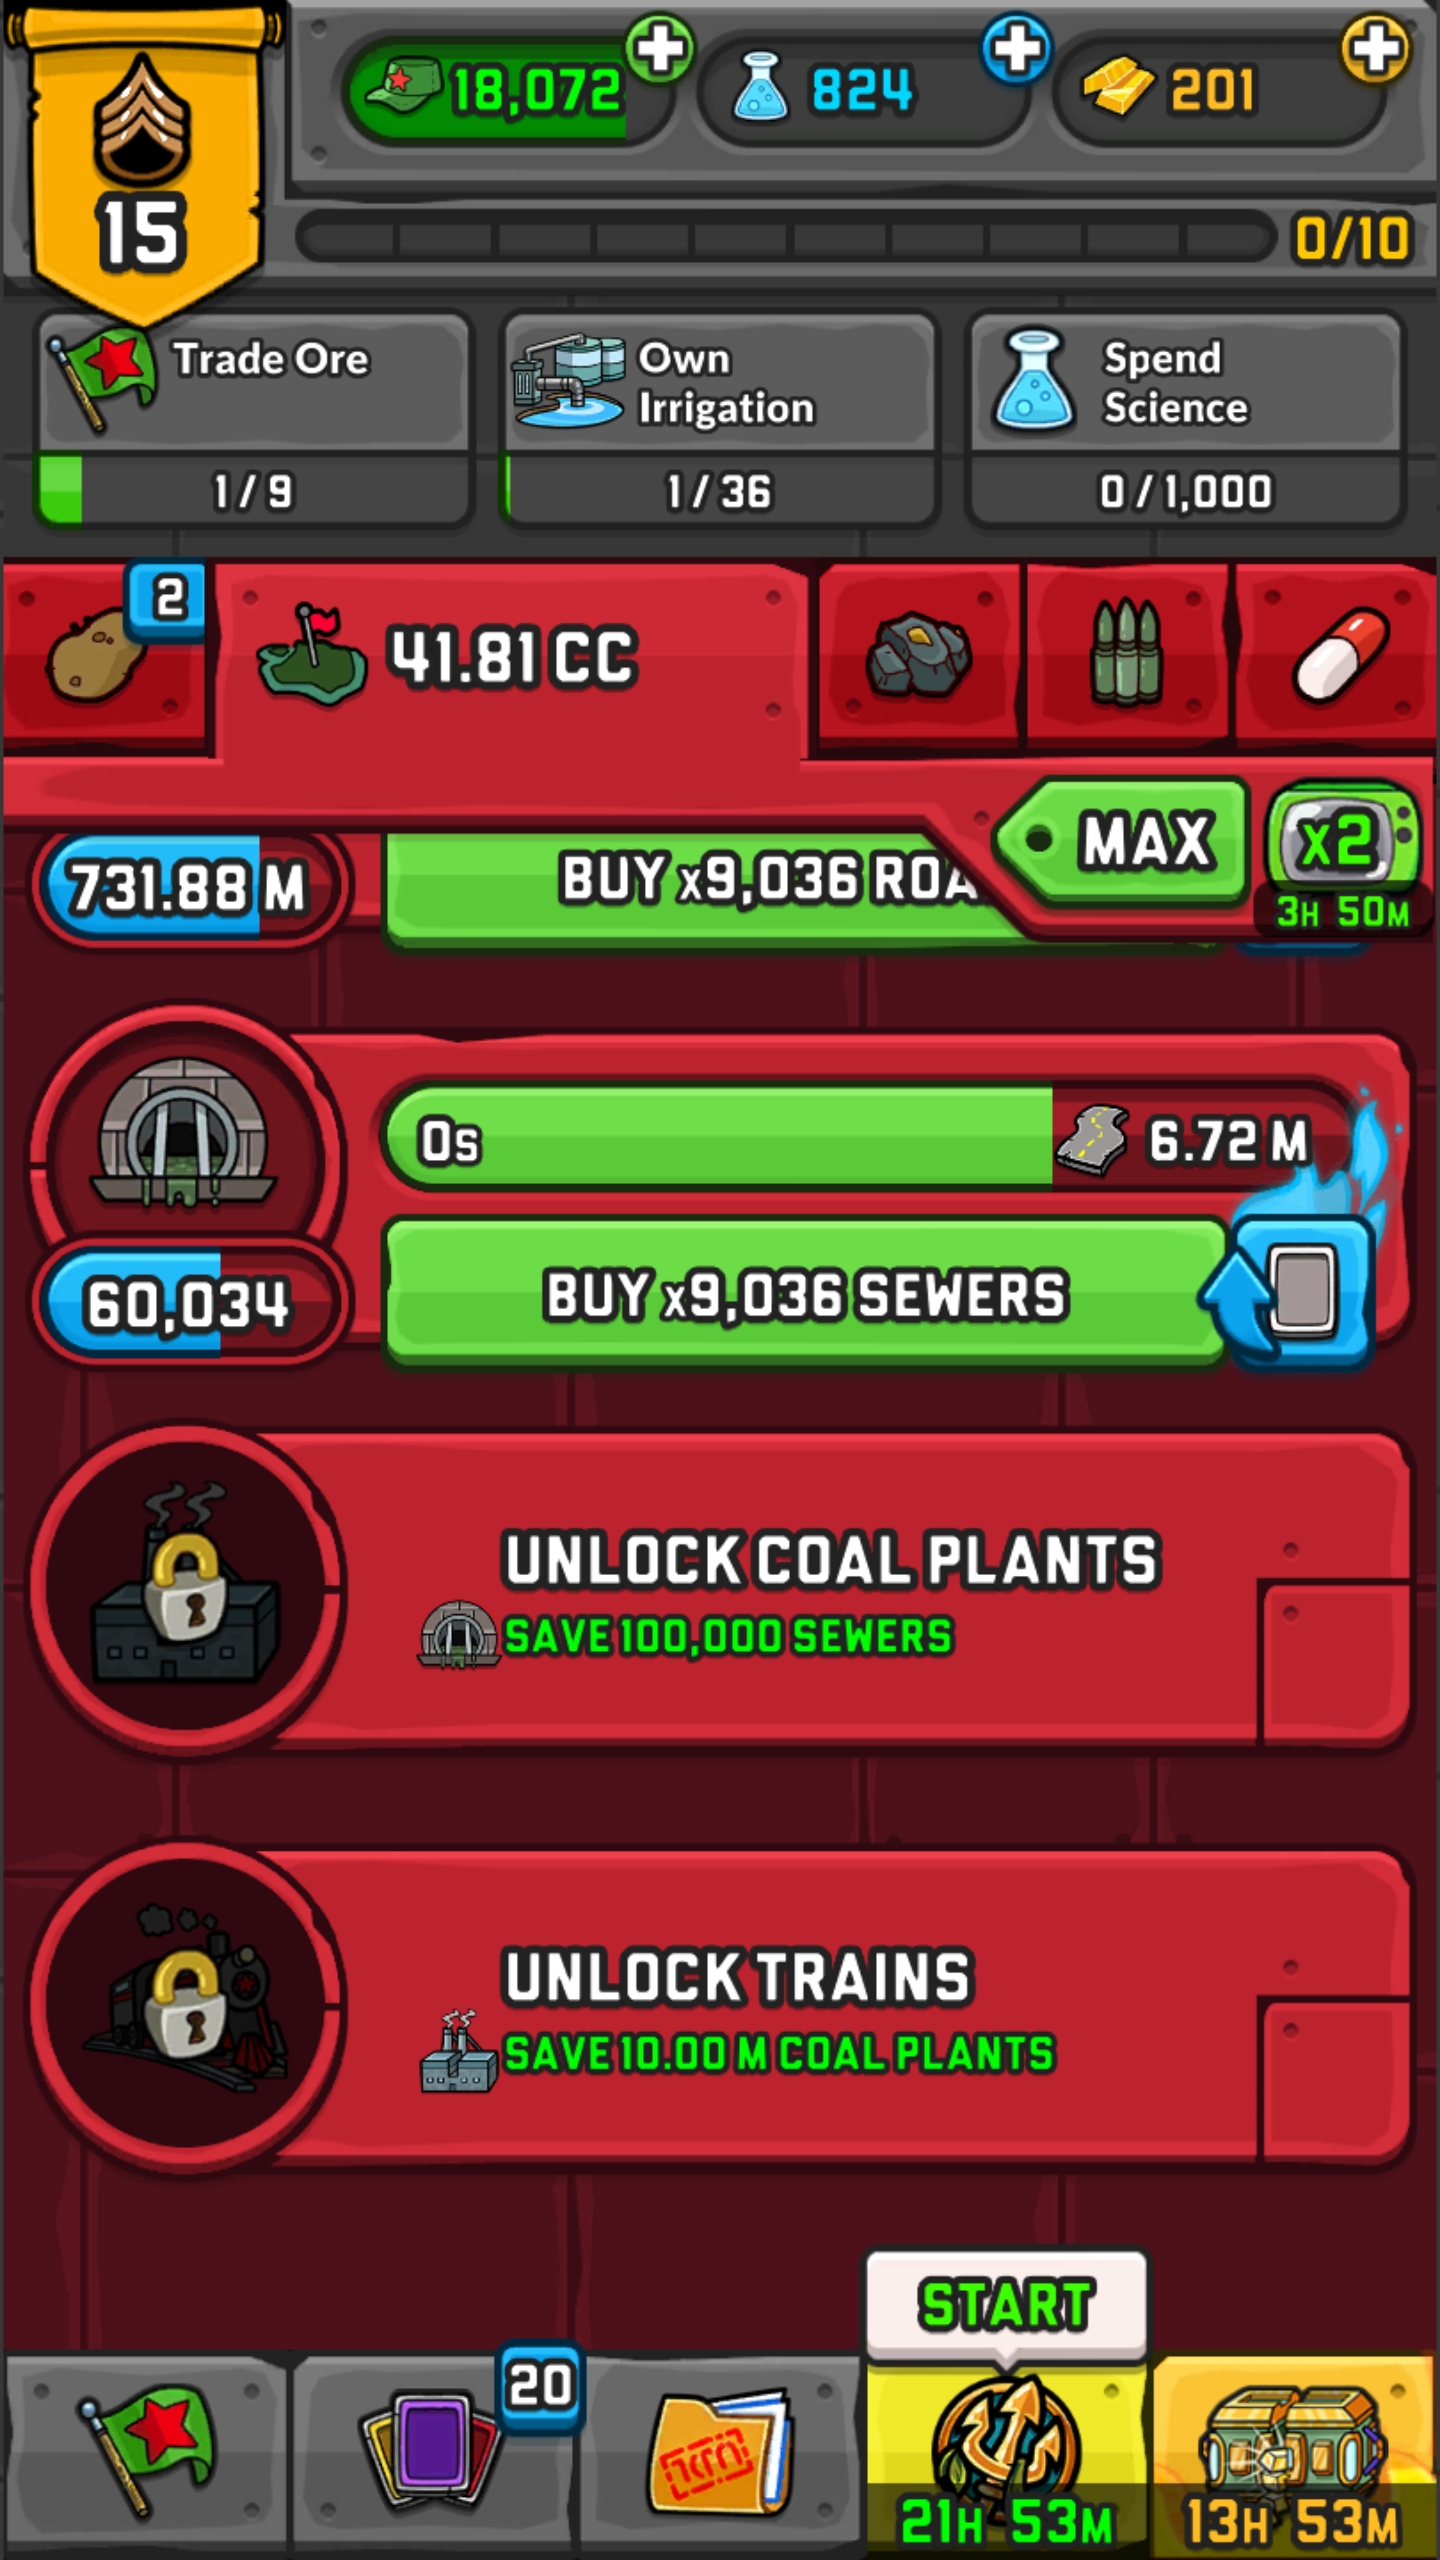 18,072
824
201
15
0/10
Trade Ore
1/9
Own
Irrigation
1/36
Spend
Science
0/1,000
2
41.81 CC
MAX
x2
3H 50M
731.88 M
BUY x9,036 ROA
0s
6.72 M
60,034
BUY x9,036 SEWERS
UNLOCK COAL PLANTS
SAVE 100,000 SEWERS
UNLOCK TRAINS
SAVE 10.00 M COAL PLANTS
START
20
21H 53M
13H 53M